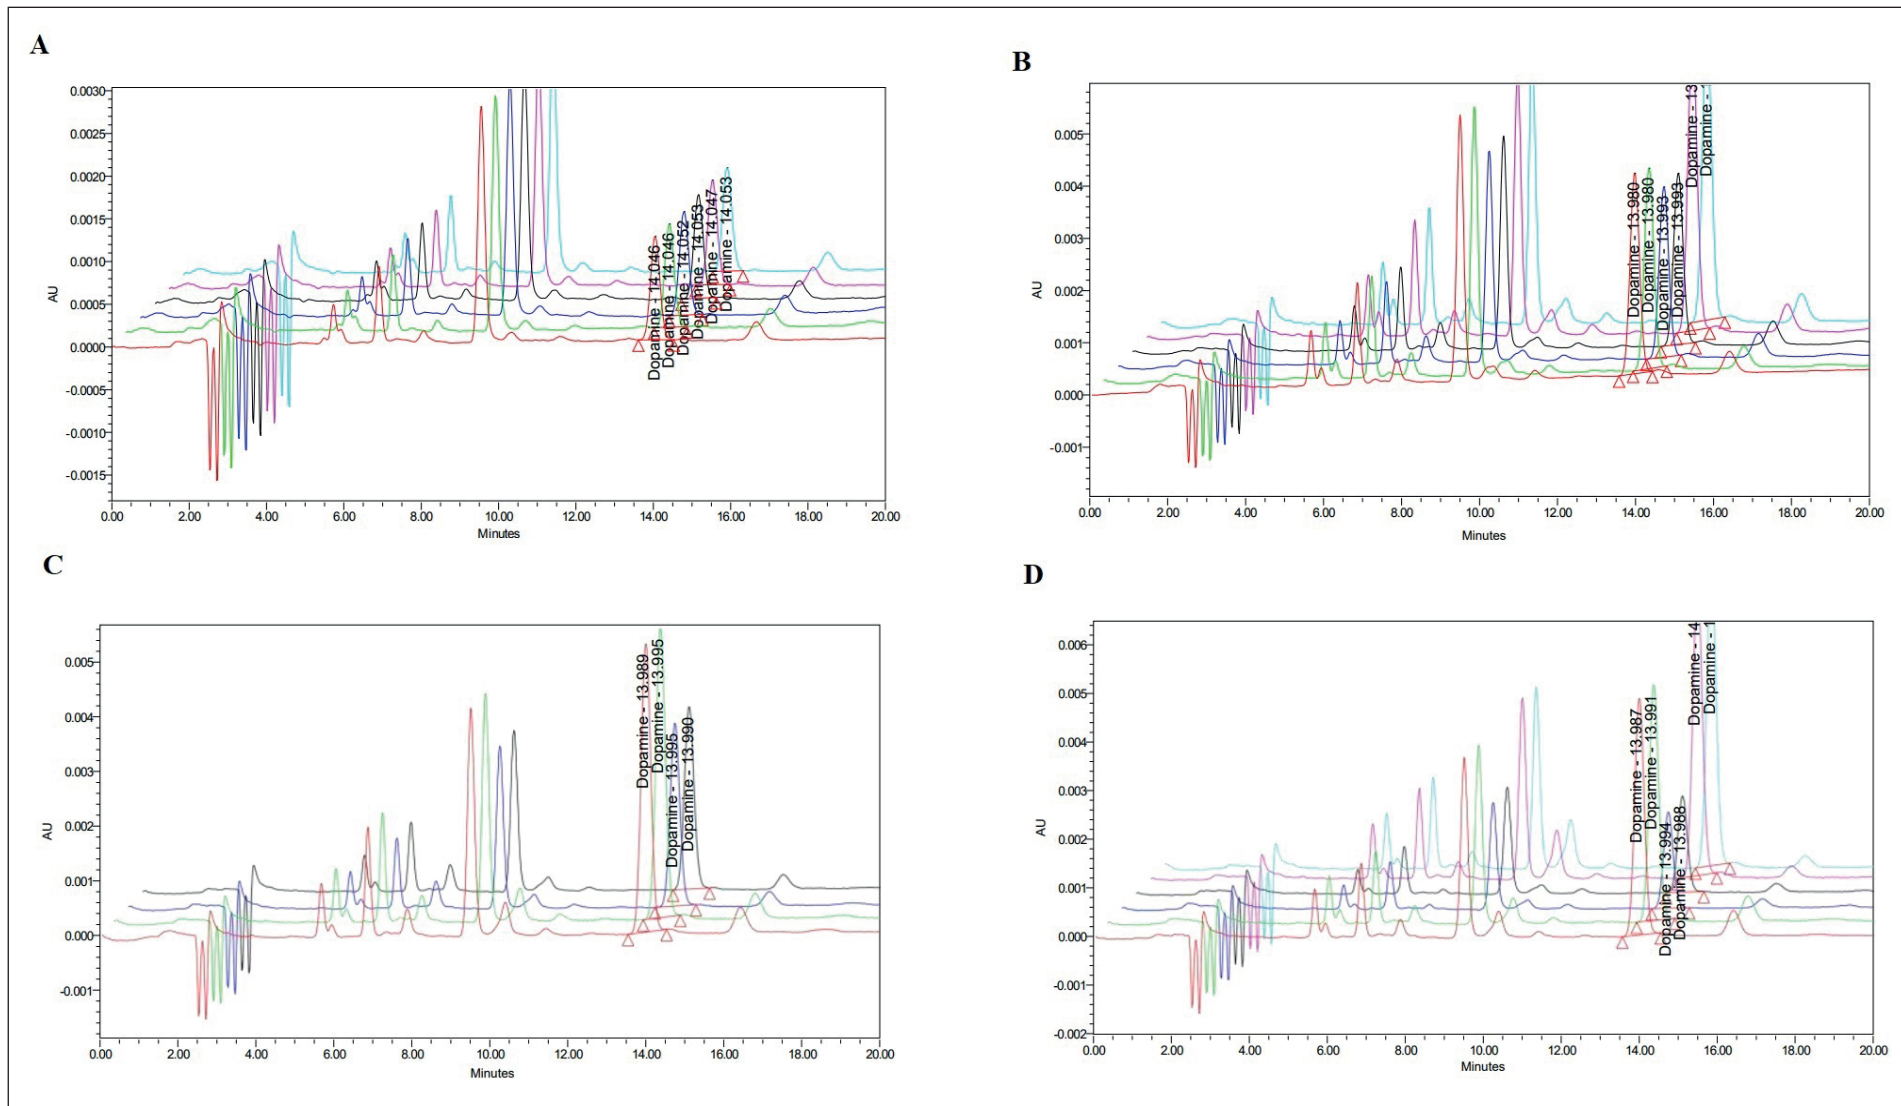 A
0.0030
0.0025
0.0020
0.0015
0.0010
0.0005
0.0000
-0.0005
-0.0010
-0.0015
AU
Dopamine - 14.046
Dopamine - 14.046
Dopamine - 14.052
Dopamine - 14.053
Dopamine - 14.047
Dopamine - 14.053
0.00 2.00 4.00 6.00 8.00 10.00 12.00 14.00 16.00 18.00 20.00
Minutes
B
0.005
0.004
0.003
0.002
0.001
0.000
-0.001
AU
Dopamine - 13.980
Dopamine - 13.980
Dopamine - 13.993
Dopamine - 13.993
Dopamine - 13
Dopamine - 1
0.00 2.00 4.00 6.00 8.00 10.00 12.00 14.00 16.00 18.00 20.00
Minutes
C
0.005
0.004
0.003
0.002
0.001
0.000
-0.001
AU
Dopamine - 13.989
Dopamine - 13.995
Dopamine - 13.995
Dopamine - 13.990
0.00 2.00 4.00 6.00 8.00 10.00 12.00 14.00 16.00 18.00 20.00
Minutes
D
0.006
0.005
0.004
0.003
0.002
0.001
0.000
-0.001
-0.002
AU
Dopamine - 13.987
Dopamine - 13.991
Dopamine - 13.994
Dopamine - 13.988
Dopamine - 14
Dopamine - 1
0.00 2.00 4.00 6.00 8.00 10.00 12.00 14.00 16.00 18.00 20.00
Minutes